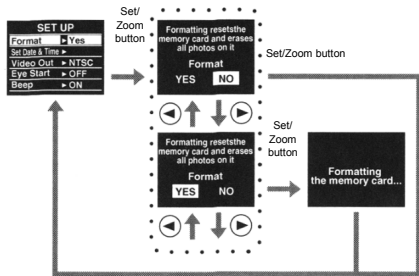 SET UP
Format ▶ Yes
Set Date & Time ▶
Video Out ▶ NTSC
Eye Start ▶ OFF
Beep ▶ ON
Set/
Zoom
button
Formatting resetsthe
memory card and erases
all photos on it
Format
YES NO
Set/Zoom button
Formatting resetsthe
memory card and erases
all photos on it
Format
YES NO
Set/
Zoom
button
Formatting
the memory card...